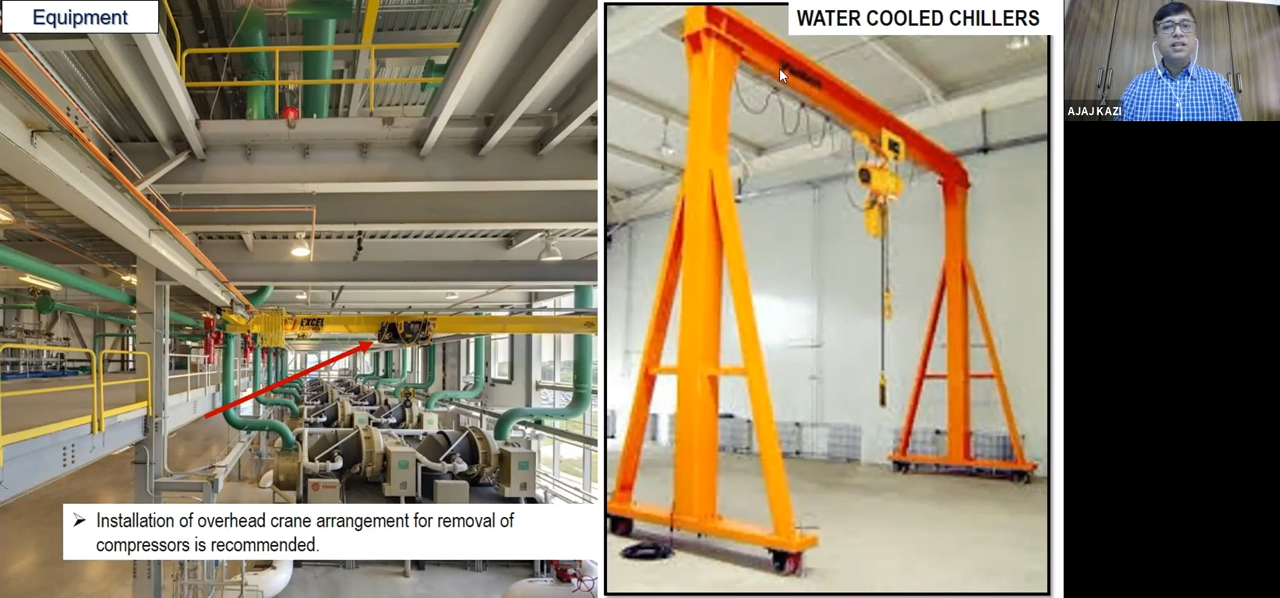 Equipment
WATER COOLED CHILLERS
AJAJ KAZI
EXCEL
➢ Installation of overhead crane arrangement for removal of
compressors is recommended.